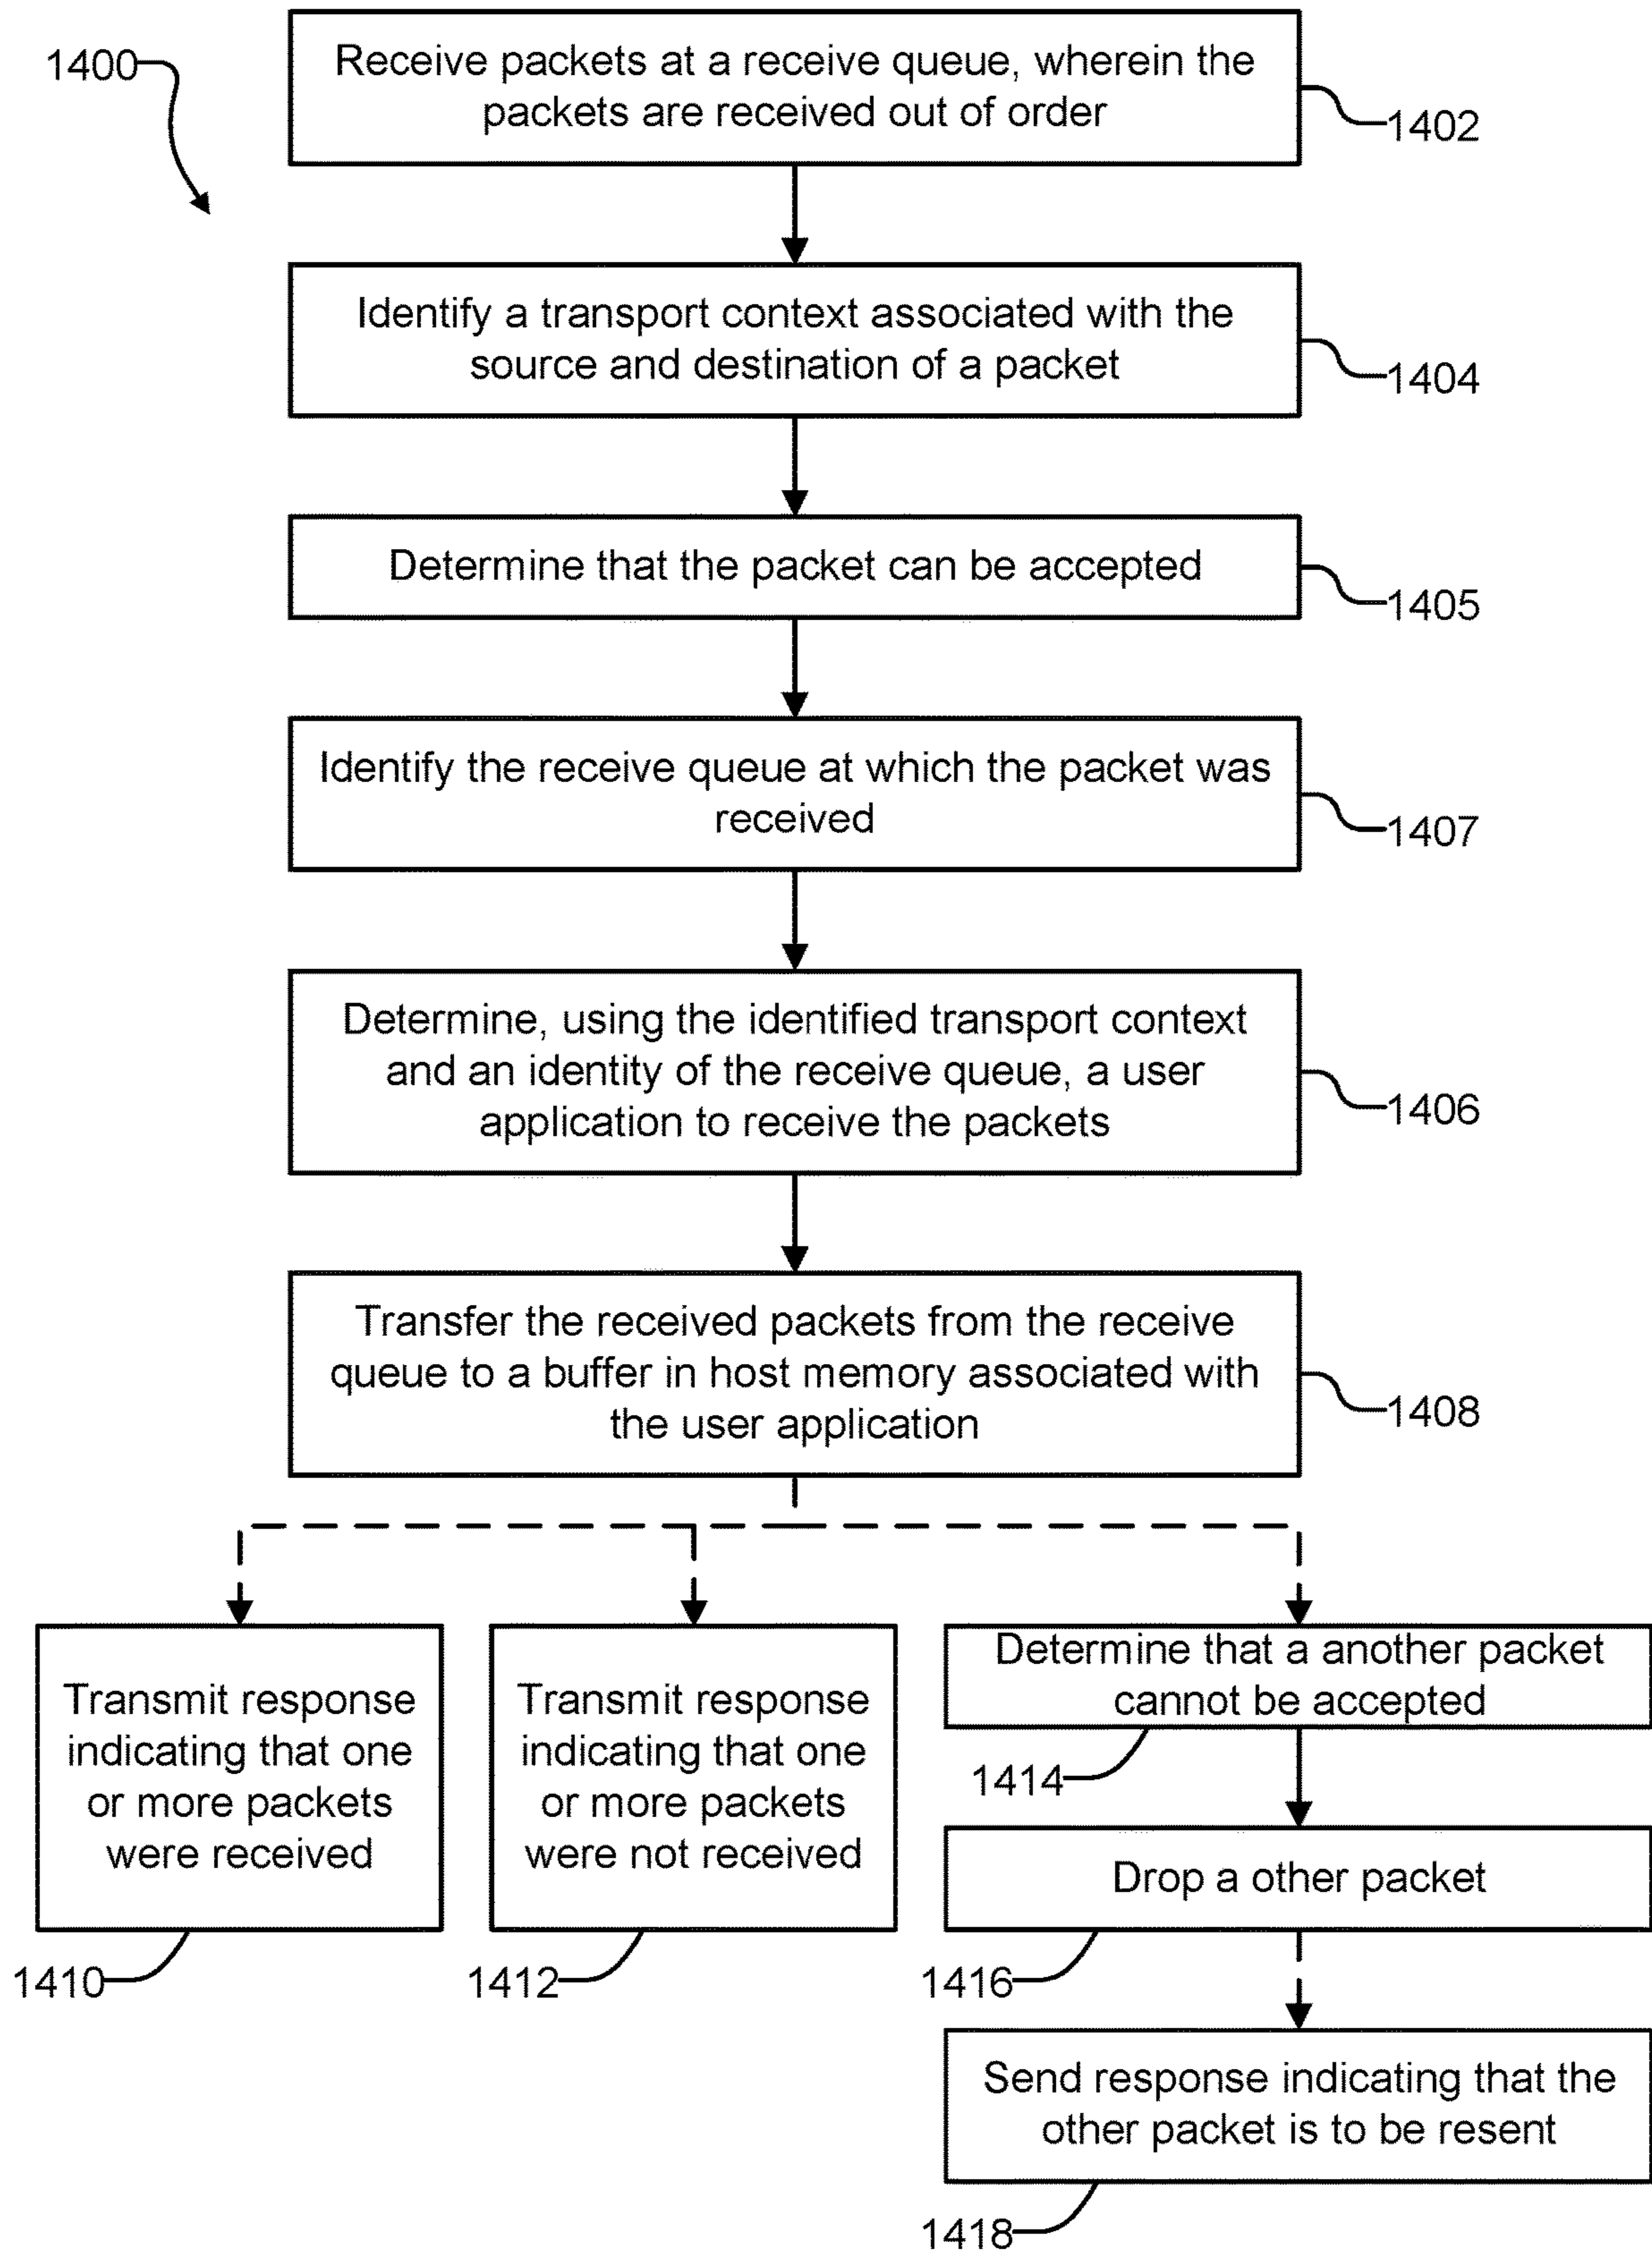 1400
Receive packets at a receive queue, wherein the
packets are received out of order
1402
Identify a transport context associated with the
source and destination of a packet
1404
Determine that the packet can be accepted
1405
Identify the receive queue at which the packet was
received
1407
Determine, using the identified transport context
and an identity of the receive queue, a user
application to receive the packets
1406
Transfer the received packets from the receive
queue to a buffer in host memory associated with
the user application
1408
Transmit response
indicating that one
or more packets
were received
1410
Transmit response
indicating that one
or more packets
were not received
1412
Determine that a another packet
cannot be accepted
1414
Drop a other packet
1416
Send response indicating that the
other packet is to be resent
1418